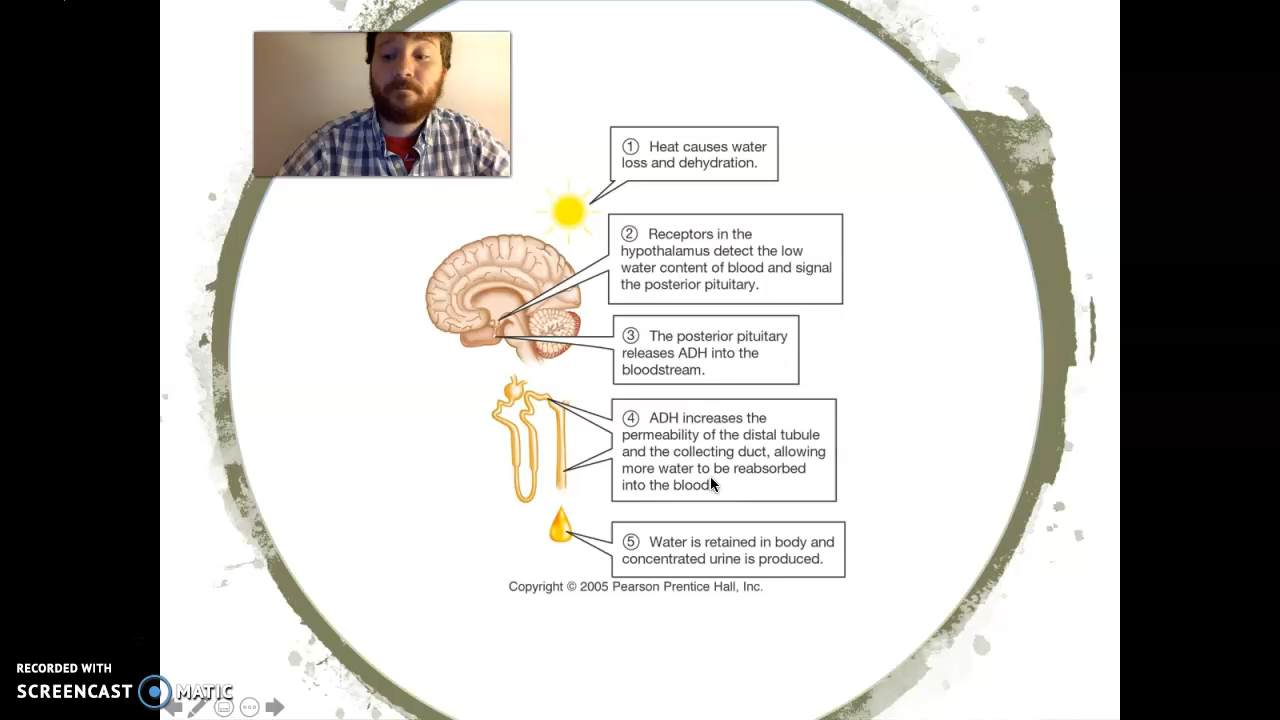 ① Heat causes water
loss and dehydration.
② Receptors in the
hypothalamus detect the low
water content of blood and signal
the posterior pituitary.
③ The posterior pituitary
releases ADH into the
bloodstream.
④ ADH increases the
permeability of the distal tubule
and the collecting duct, allowing
more water to be reabsorbed
into the blood.
⑤ Water is retained in body and
concentrated urine is produced.
Copyright © 2005 Pearson Prentice Hall, Inc.
RECORDED WITH
SCREENCAST MATIC